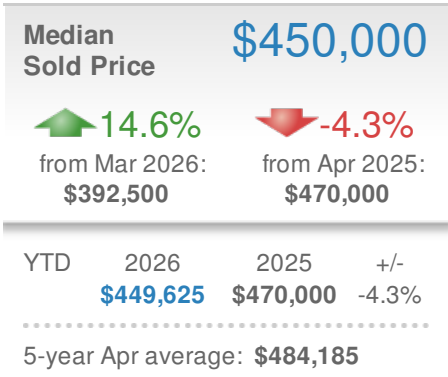 Median
Sold Price
$450,000
14.6%
from Mar 2026:
$392,500
-4.3%
from Apr 2025:
$470,000
YTD 2026 2025 +/-
$449,625 $470,000 -4.3%
5-year Apr average: $484,185